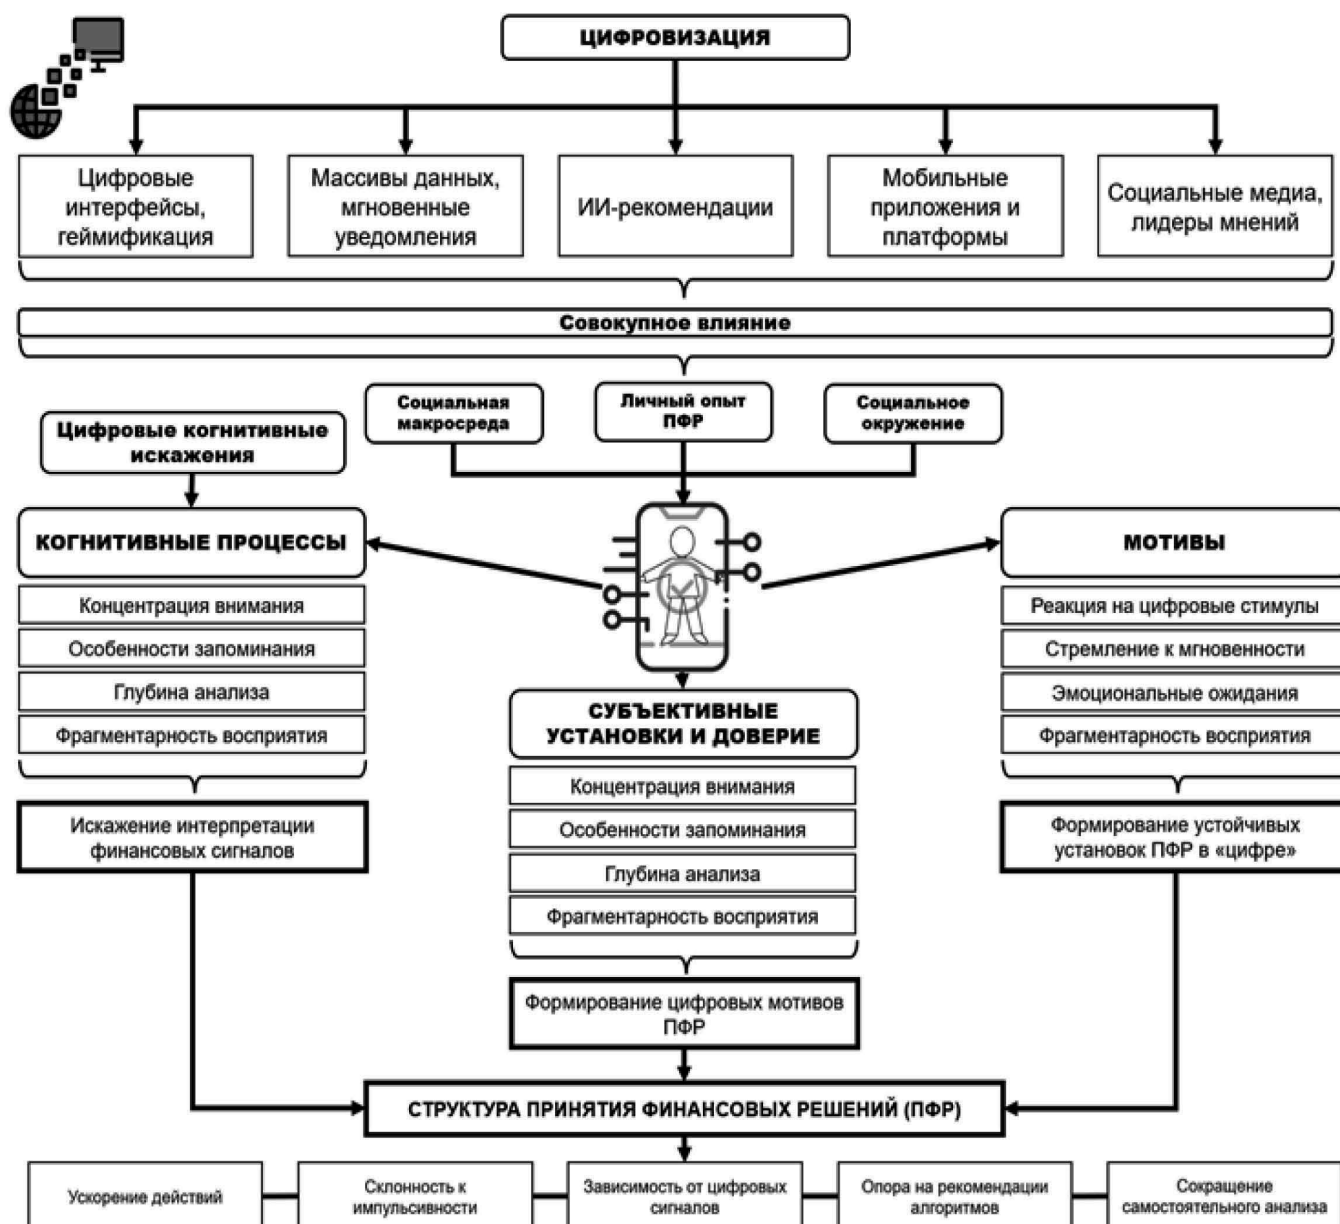 ЦИФРОВИЗАЦИЯ
Цифровые
интерфейсы,
геймификация
Массивы данных,
мгновенные
уведомления
ИИ-рекомендации
Мобильные
приложения и
платформы
Социальные медиа,
лидеры мнений
Совокупное влияние
Социальная
макросреда
Личный опыт
ПФР
Социальное
окружение
Цифровые когнитивные
искажения
КОГНИТИВНЫЕ ПРОЦЕССЫ
Концентрация внимания
Особенности запоминания
Глубина анализа
Фрагментарность восприятия
Искажение интерпретации
финансовых сигналов
СУБЪЕКТИВНЫЕ
УСТАНОВКИ И ДОВЕРИЕ
Концентрация внимания
Особенности запоминания
Глубина анализа
Фрагментарность восприятия
Формирование цифровых мотивов
ПФР
МОТИВЫ
Реакция на цифровые стимулы
Стремление к мгновенности
Эмоциональные ожидания
Фрагментарность восприятия
Формирование устойчивых
установок ПФР в «цифре»
СТРУКТУРА ПРИНЯТИЯ ФИНАНСОВЫХ РЕШЕНИЙ (ПФР)
Ускорение действий
Склонность к
импульсивности
Зависимость от цифровых
сигналов
Опора на рекомендации
алгоритмов
Сокращение
самостоятельного анализа